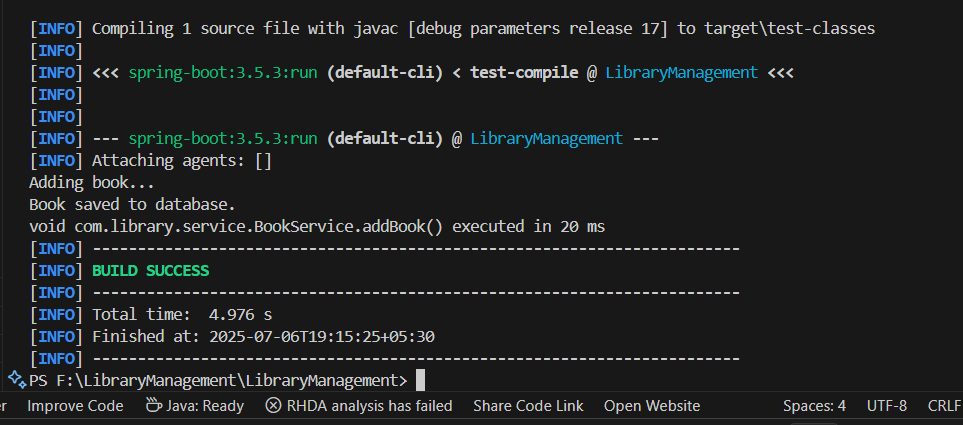 [INFO] Compiling 1 source file with javac [debug parameters release 17] to target\test-classes
[INFO]
[INFO] <<< spring-boot:3.5.3:run (default-cli) < test-compile @ LibraryManagement <<<
[INFO]
[INFO]
[INFO] --- spring-boot:3.5.3:run (default-cli) @ LibraryManagement ---
[INFO] Attaching agents: []
Adding book...
Book saved to database.
void com.library.service.BookService.addBook() executed in 20 ms
[INFO] ------------------------------------------------------------------------
[INFO] BUILD SUCCESS
[INFO] ------------------------------------------------------------------------
[INFO] Total time:  4.976 s
[INFO] Finished at: 2025-07-06T19:15:25+05:30
[INFO] ------------------------------------------------------------------------
PS F:\LibraryManagement\LibraryManagement>
Improve Code Java: Ready RHDA analysis has failed Share Code Link Open Website Spaces: 4 UTF-8 CRLF